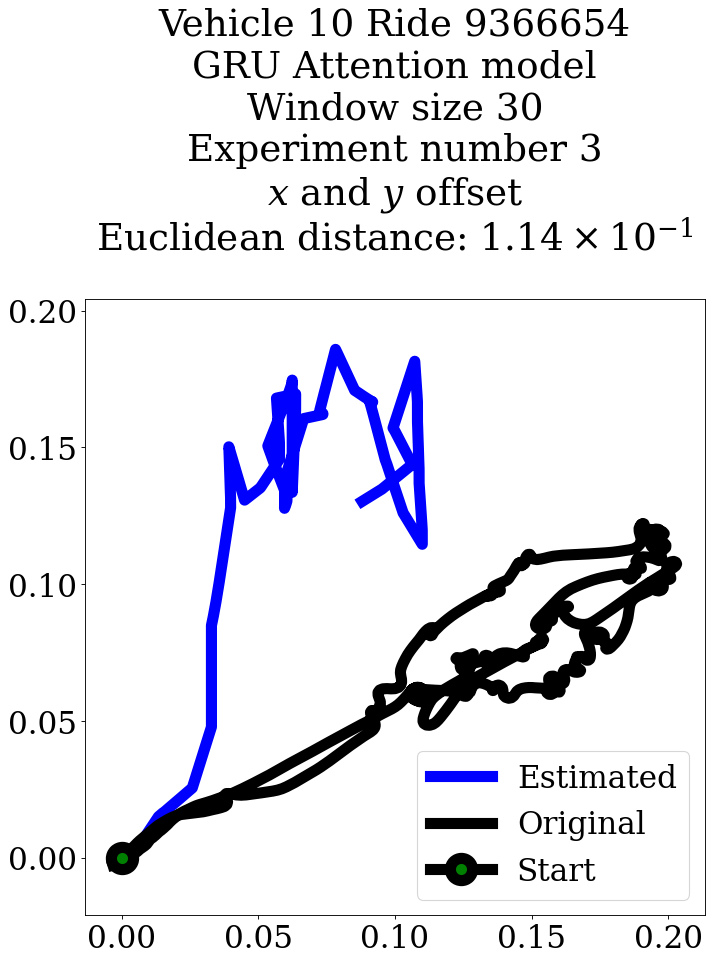 Vehicle 10 Ride 9366654
GRU Attention model
Window size 30
Experiment number 3
x and y offset
Euclidean distance: 1.14 × 10⁻¹
0.20
0.15
0.10
0.05
0.00
Estimated
Original
Start
0.00 0.05 0.10 0.15 0.20